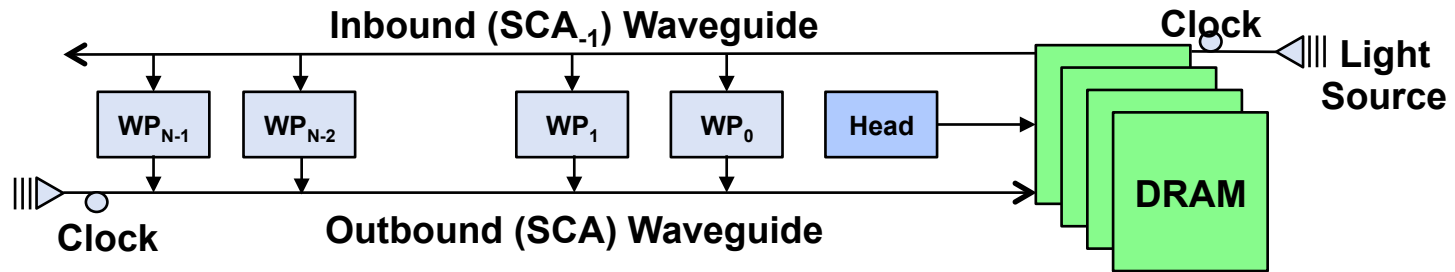 Inbound (SCA-1) Waveguide
Clock
Light
Source
WPN-1
WPN-2
WP1
WP0
Head
DRAM
Clock
Outbound (SCA) Waveguide